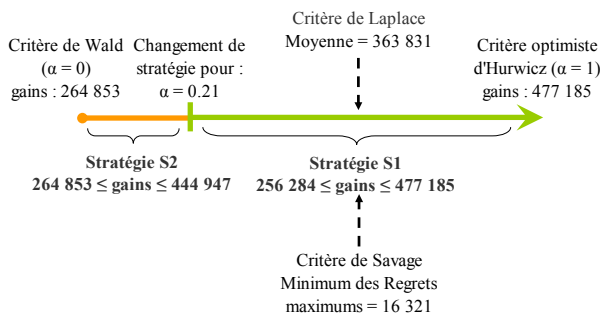 Critère de Wald
(α = 0)
gains : 264 853
Changement de
stratégie pour :
α = 0.21
Critère de Laplace
Moyenne = 363 831
Critère optimiste
d'Hurwicz (α = 1)
gains : 477 185
Stratégie S2
264 853 ≤ gains ≤ 444 947
Stratégie S1
256 284 ≤ gains ≤ 477 185
Critère de Savage
Minimum des Regrets
maximums = 16 321